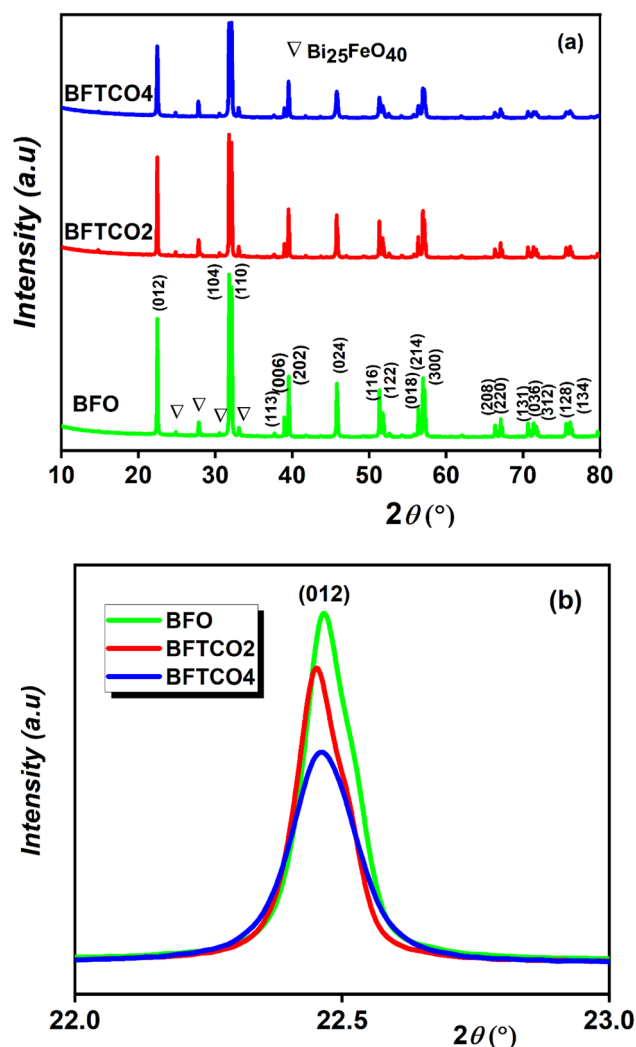 (a)
▽ Bi₂₅FeO₄₀
BFTCO4
BFTCO2
BFO
Intensity (a.u)
(012)
(104)
(110)
(113)
(006)
(202)
(024)
(116)
(122)
(018)
(214)
(300)
(208)
(220)
(131)
(036)
(312)
(128)
(134)
▽ ▽ ▽ ▽
10 20 30 40 50 60 70 80
2θ (°)
(012)
(b)
BFO
BFTCO2
BFTCO4
Intensity (a.u)
22.0 22.5 23.0
2θ (°)